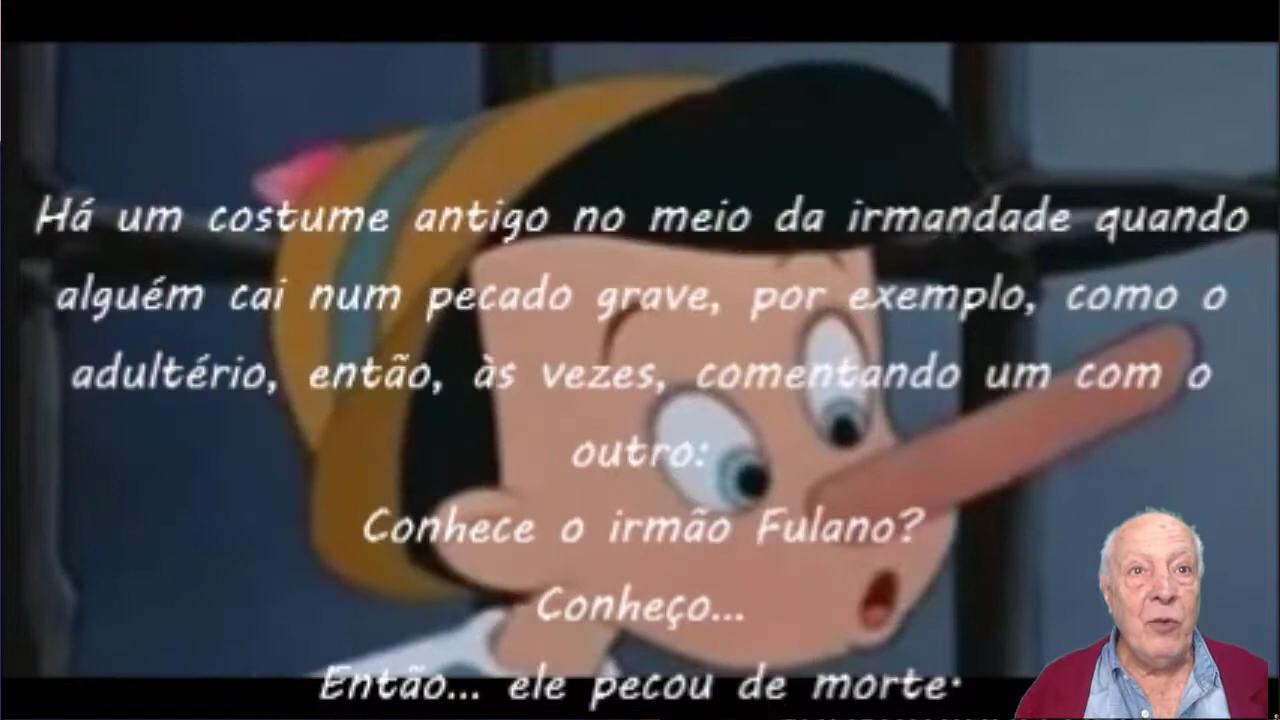 Há um costume antigo no meio da irmandade quando
alguém cai num pecado grave, por exemplo, como o
adultério, então, às vezes, comentando um com o
outro:
Conhece o irmão Fulano?
Conheço...
Então... ele pecou de morte.